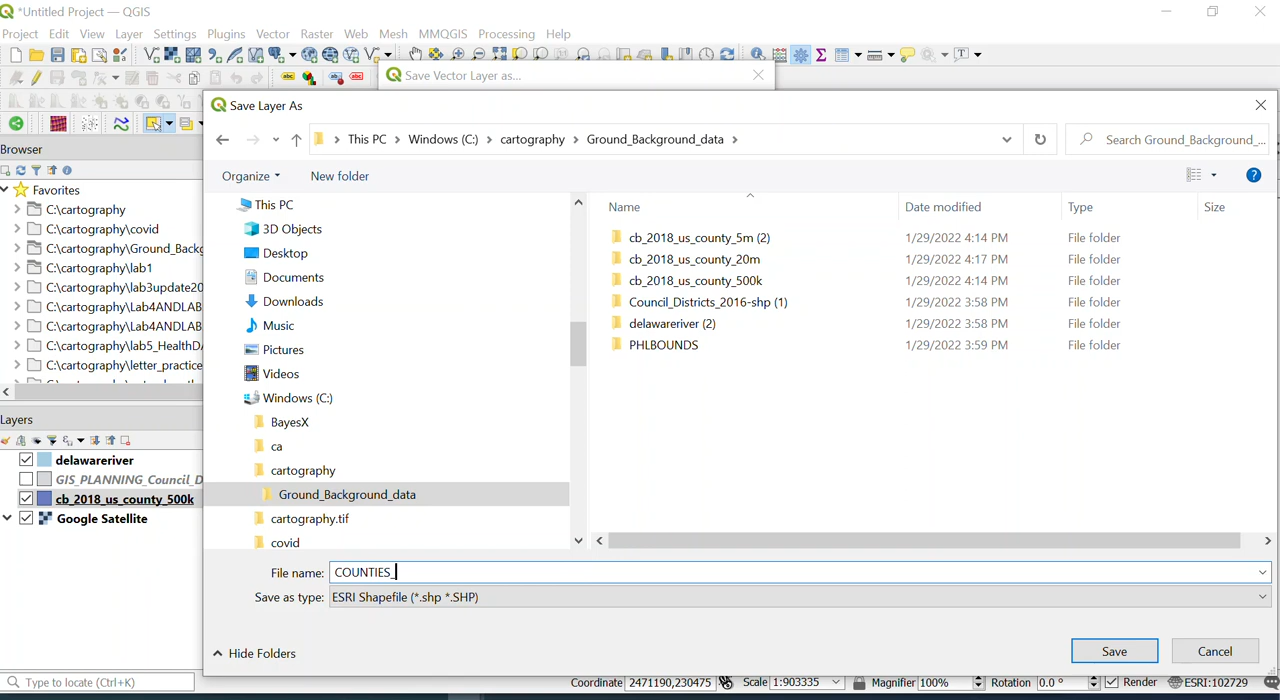 *Untitled Project — QGIS
Project Edit View Layer Settings Plugins Vector Raster Web Mesh MMQGIS Processing Help
Save Vector Layer as...
Save Layer As
This PC > Windows (C:) > cartography > Ground_Background_data >
Search Ground_Background_...
Organize
New folder
Browser
Favorites
C:\cartography
C:\cartography\covid
C:\cartography\Ground_Backg
C:\cartography\lab1
C:\cartography\lab3update20
C:\cartography\Lab4ANDLAB
C:\cartography\Lab4ANDLAB
C:\cartography\lab5_HealthDA
C:\cartography\letter_practice
This PC
3D Objects
Desktop
Documents
Downloads
Music
Pictures
Videos
Windows (C:)
BayesX
ca
cartography
Ground_Background_data
cartography.tif
covid
Name Date modified Type Size
cb_2018_us_county_5m (2) 1/29/2022 4:14 PM File folder
cb_2018_us_county_20m 1/29/2022 4:17 PM File folder
cb_2018_us_county_500k 1/29/2022 4:14 PM File folder
Council_Districts_2016-shp (1) 1/29/2022 3:58 PM File folder
delawareriver (2) 1/29/2022 3:58 PM File folder
PHLBOUNDS 1/29/2022 3:59 PM File folder
Layers
delawareriver
GIS_PLANNING_Council_D
cb_2018_us_county_500k
Google Satellite
File name: COUNTIES_
Save as type: ESRI Shapefile (*.shp *.SHP)
Hide Folders
Save
Cancel
Type to locate (Ctrl+K)
Coordinate 2471190,230475 Scale 1:903335 Magnifier 100% Rotation 0.0 ° Render ESRI:102729